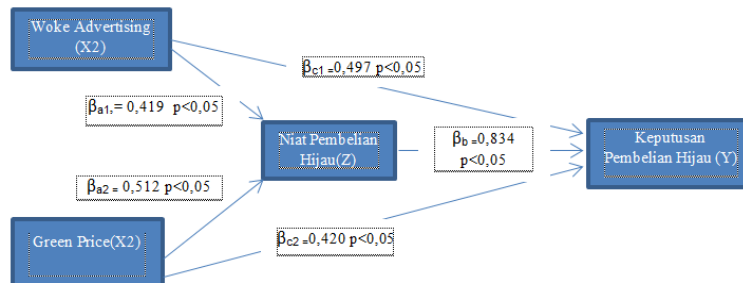 Woke Advertising
(X2)
βc1 =0,497 p<0,05
βa1,= 0,419 p<0,05
Niat Pembelian
Hijau(Z)
βb =0,834
p<0,05
Keputusan
Pembelian Hijau (Y)
βa2 = 0,512 p<0,05
Green Price(X2)
βc2 =0,420 p<0,05